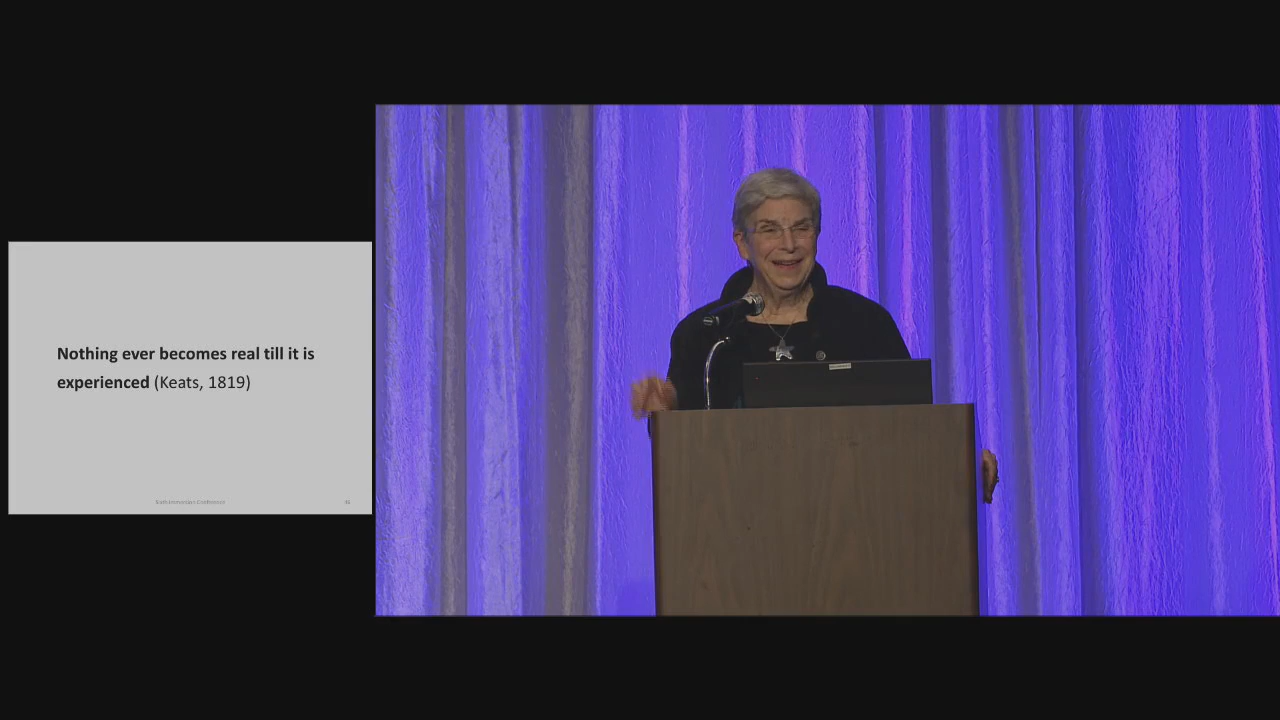 Nothing ever becomes real till it is
experienced (Keats, 1819)